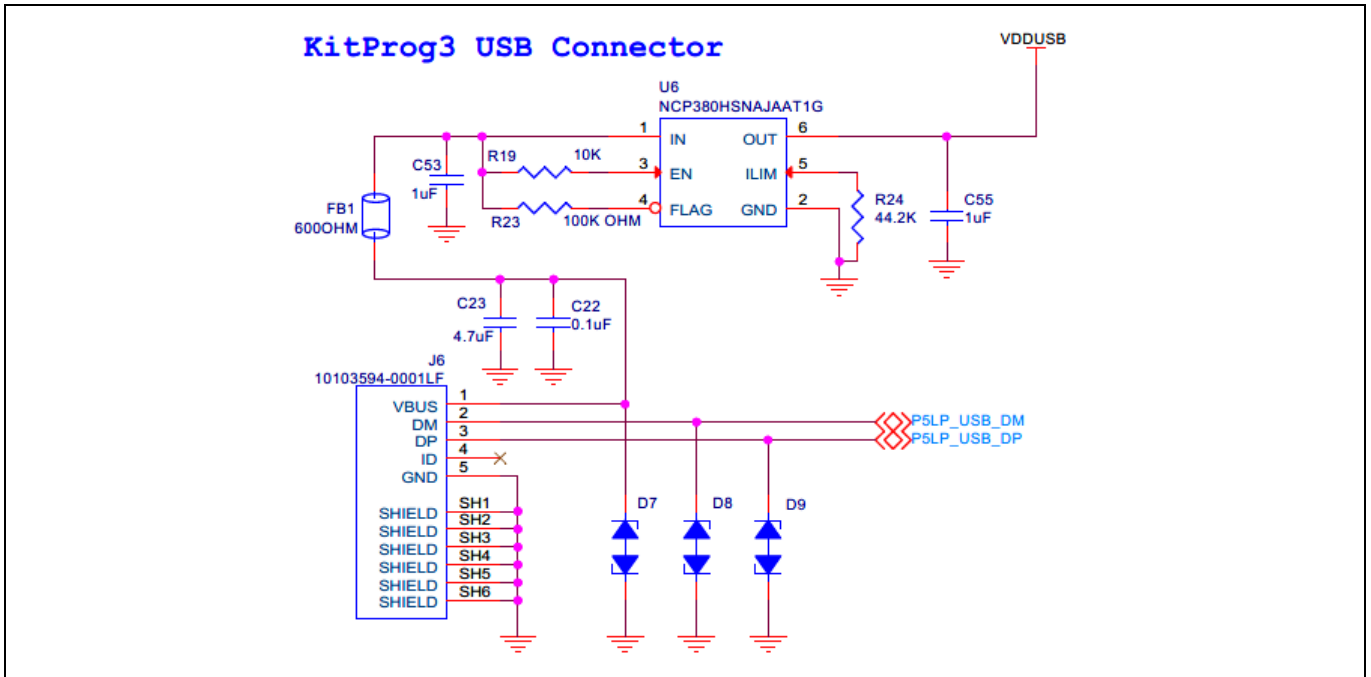 KitProg3 USB Connector
VDDUSB
U6
NCP380HSNAJAAT1G
1
IN
OUT
6
R19
10K
3
EN
ILIM
5
C53
1uF
4
FLAG
GND
2
R23
100K OHM
R24
44.2K
C55
1uF
FB1
600OHM
C23
4.7uF
C22
0.1uF
J6
10103594-0001LF
VBUS
1
DM
2
P5LP_USB_DM
DP
3
P5LP_USB_DP
ID
4
GND
5
D7
D8
D9
SHIELD
SH1
SHIELD
SH2
SHIELD
SH3
SHIELD
SH4
SHIELD
SH5
SHIELD
SH6